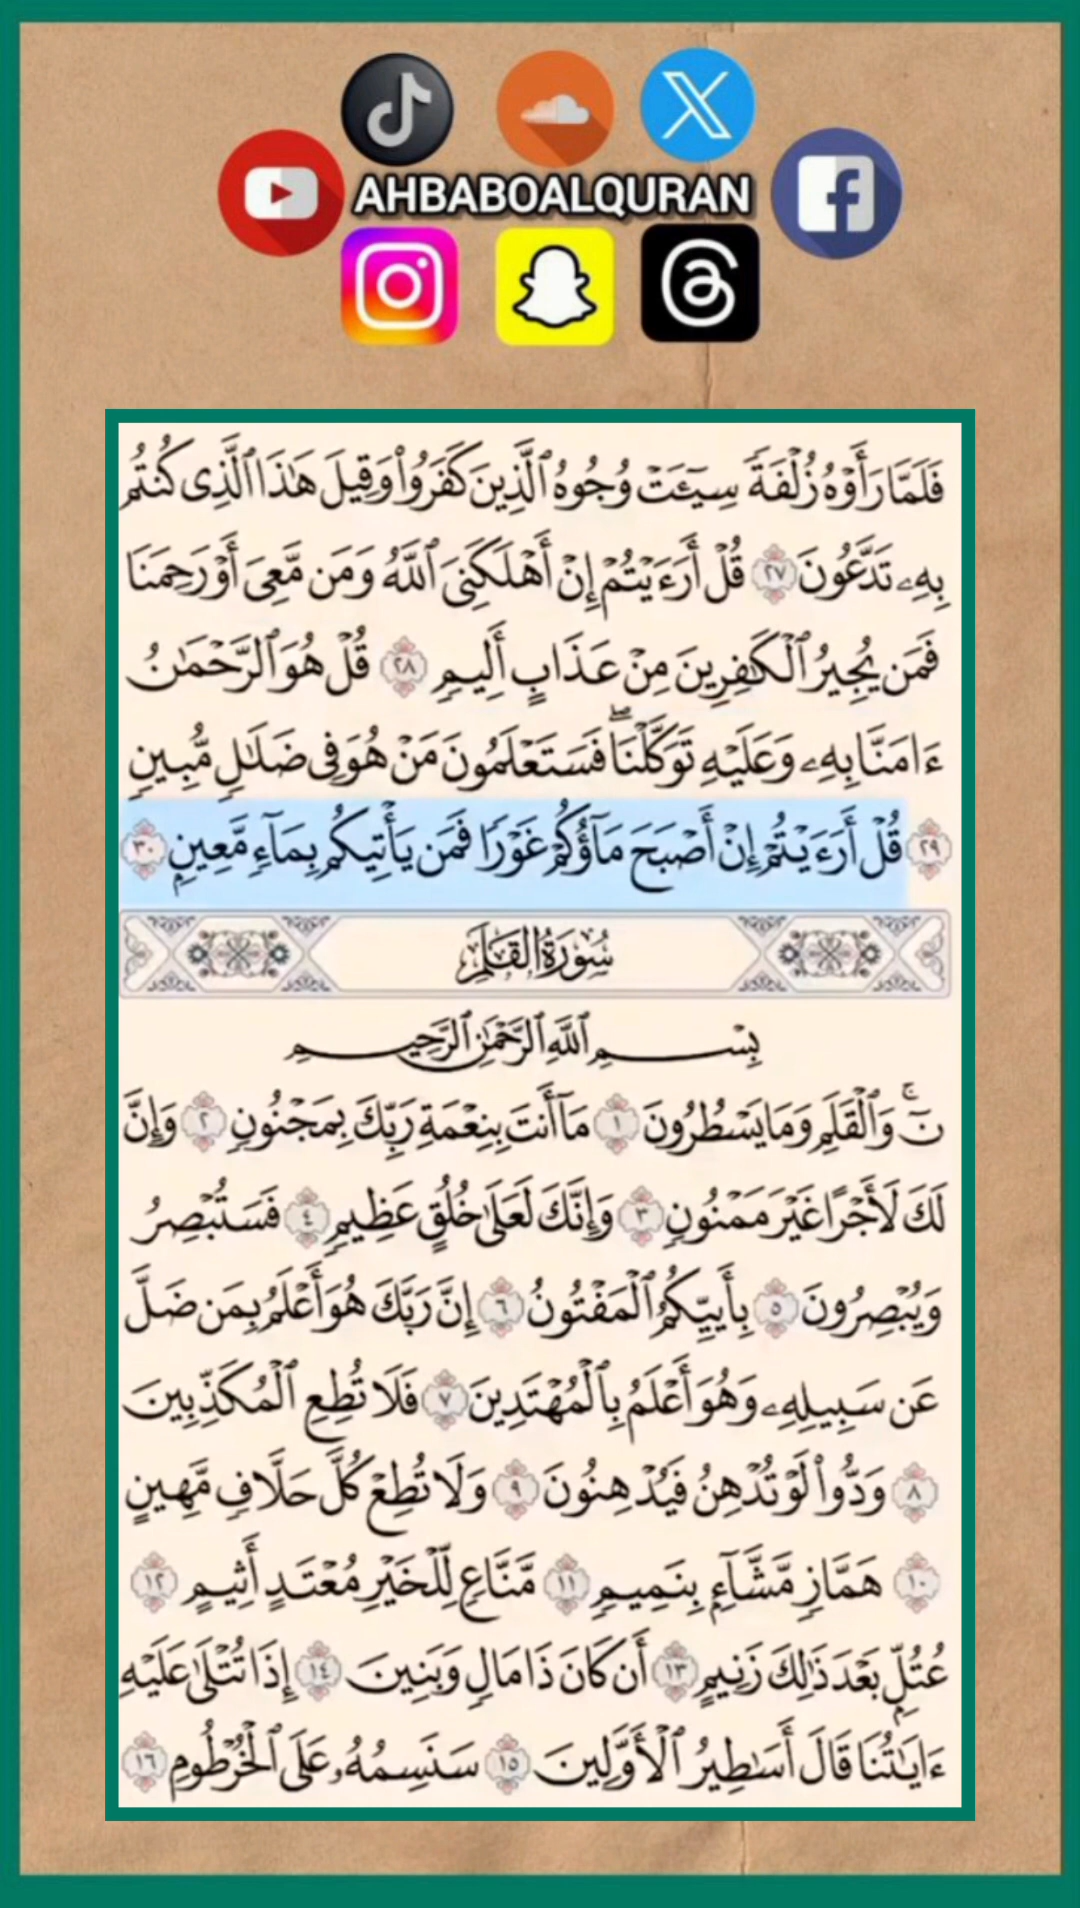 AHBABOALQURAN
فَلَمَّا رَأَوْهُ زُلْفَةً سِيٓـَٔتْ وُجُوهُ ٱلَّذِينَ كَفَرُوا۟ وَقِيلَ هَـٰذَا ٱلَّذِى كُنتُم
بِهِۦ تَدَّعُونَ ٢٧ قُلْ أَرَءَيْتُمْ إِنْ أَهْلَكَنِىَ ٱللَّهُ وَمَن مَّعِىَ أَوْ رَحِمَنَا
فَمَن يُجِيرُ ٱلْكَـٰفِرِينَ مِنْ عَذَابٍ أَلِيمٍ ٢٨ قُلْ هُوَ ٱلرَّحْمَـٰنُ
ءَامَنَّا بِهِۦ وَعَلَيْهِ تَوَكَّلْنَا ۖ فَسَتَعْلَمُونَ مَنْ هُوَ فِى ضَلَـٰلٍ مُّبِينٍ
٢٩ قُلْ أَرَءَيْتُمْ إِنْ أَصْبَحَ مَآؤُكُمْ غَوْرًا فَمَن يَأْتِيكُم بِمَآءٍ مَّعِينٍ ٣٠
سُورَةُ القَلَمِ
بِسْمِ ٱللَّهِ ٱلرَّحْمَـٰنِ ٱلرَّحِيمِ
نٓ ۚ وَٱلْقَلَمِ وَمَا يَسْطُرُونَ ١ مَآ أَنتَ بِنِعْمَةِ رَبِّكَ بِمَجْنُونٍ ٢ وَإِنَّ
لَكَ لَأَجْرًا غَيْرَ مَمْنُونٍ ٣ وَإِنَّكَ لَعَلَىٰ خُلُقٍ عَظِيمٍ ٤ فَسَتُبْصِرُ
وَيُبْصِرُونَ ٥ بِأَييِّكُمُ ٱلْمَفْتُونُ ٦ إِنَّ رَبَّكَ هُوَ أَعْلَمُ بِمَن ضَلَّ
عَن سَبِيلِهِۦ وَهُوَ أَعْلَمُ بِٱلْمُهْتَدِينَ ٧ فَلَا تُطِعِ ٱلْمُكَذِّبِينَ
٨ وَدُّوا۟ لَوْ تُدْهِنُ فَيُدْهِنُونَ ٩ وَلَا تُطِعْ كُلَّ حَلَّافٍ مَّهِينٍ
١٠ هَمَّازٍ مَّشَّآءٍۭ بِنَمِيمٍ ١١ مَّنَّاعٍ لِّلْخَيْرِ مُعْتَدٍ أَثِيمٍ ١٢
عُتُلٍّۭ بَعْدَ ذَٰلِكَ زَنِيمٍ ١٣ أَن كَانَ ذَا مَالٍ وَبَنِينَ ١٤ إِذَا تُتْلَىٰ عَلَيْهِ
ءَايَـٰتُنَا قَالَ أَسَـٰطِيرُ ٱلْأَوَّلِينَ ١٥ سَنَسِمُهُۥ عَلَى ٱلْخُرْطُومِ ١٦